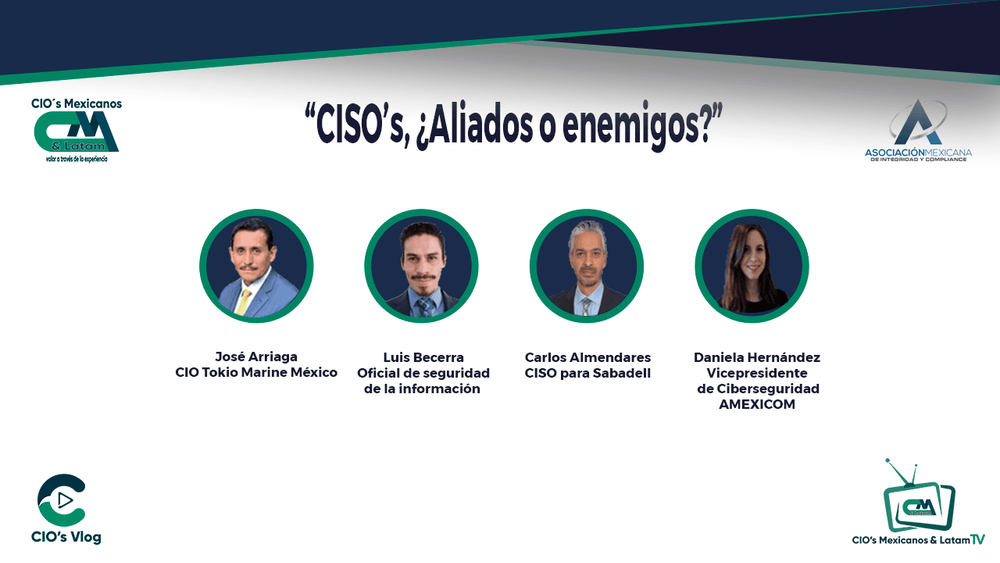 CIO´s Mexicanos
CM
& Latam
valor a través de la experiencia
“CISO’s, ¿Aliados o enemigos?”
ASOCIACIÓN MEXICANA
DE INTEGRIDAD Y COMPLIANCE
José Arriaga
CIO Tokio Marine México
Luis Becerra
Oficial de seguridad
de la información
Carlos Almendares
CISO para Sabadell
Daniela Hernández
Vicepresidente
de Ciberseguridad
AMEXICOM
CIO’s Vlog
CM
CIO’s Mexicanos & Latam TV